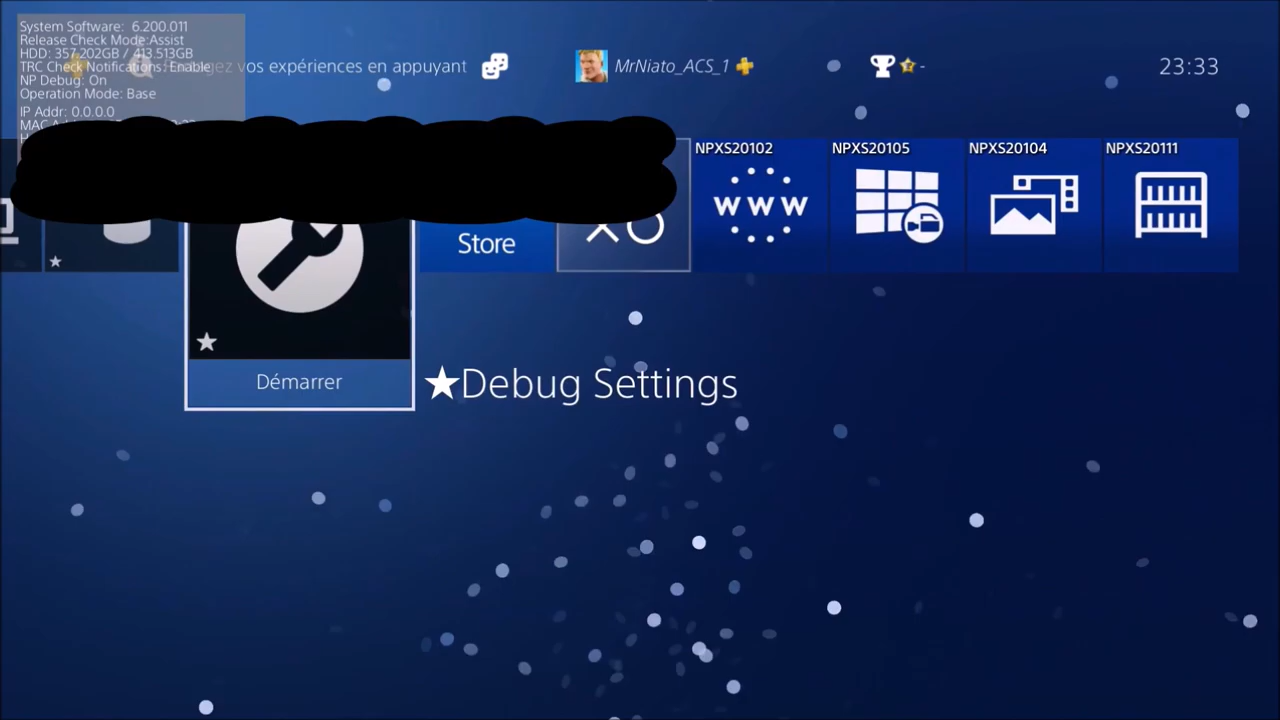 System Software: 6.200.011
Release Check Mode:Assist
HDD: 357.202GB / 413.513GB
TRC Check Notifications : Enable
NP Debug: On
Operation Mode: Base
IP Addr: 0.0.0.0
vos expériences en appuyant
MrNiato_ACS_1
-
23:33
NPXS20102
NPXS20105
NPXS20104
NPXS20111
WWW
Store
Démarrer
★Debug Settings